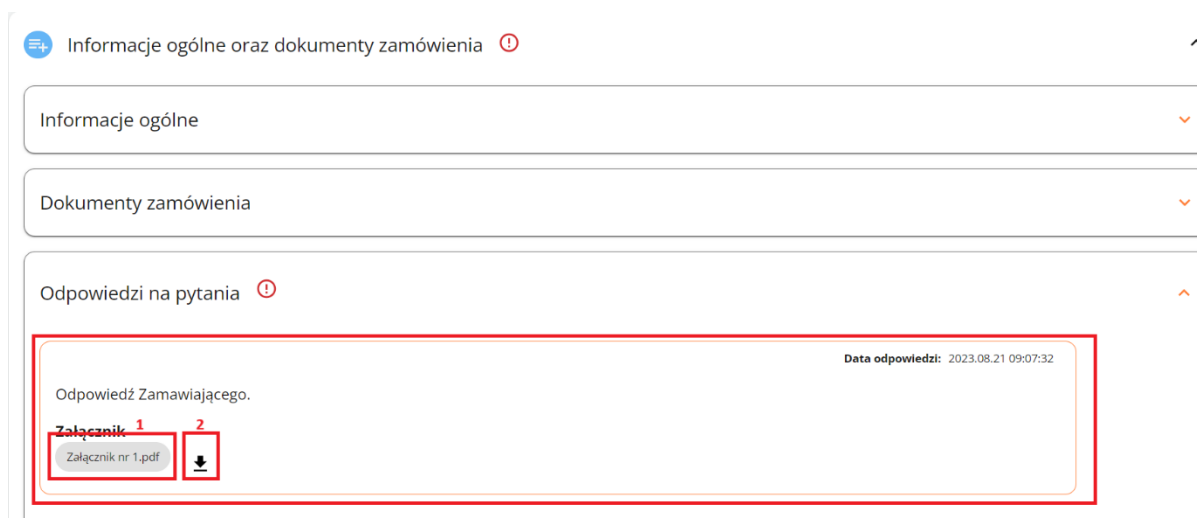 Informacje ogólne oraz dokumenty zamówienia
Informacje ogólne
Dokumenty zamówienia
Odpowiedzi na pytania
Data odpowiedzi: 2023.08.21 09:07:32
Odpowiedź Zamawiającego.
Załącznik 1 2
Załącznik nr 1.pdf